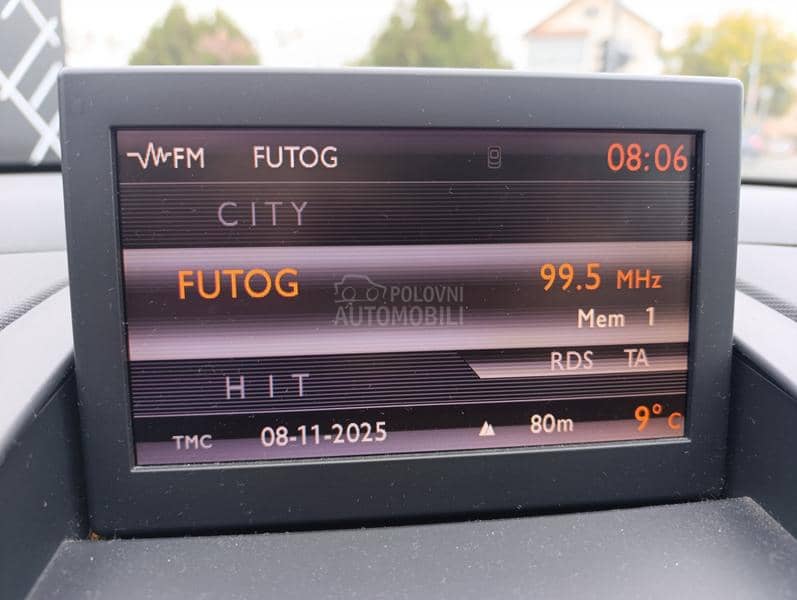 FM FUTOG 08:06
CITY
FUTOG 99.5 MHz
POLOVNI
AUTOMOBILI
Mem 1
RDS TA
HIT
TMC 08-11-2025 80m 9° C